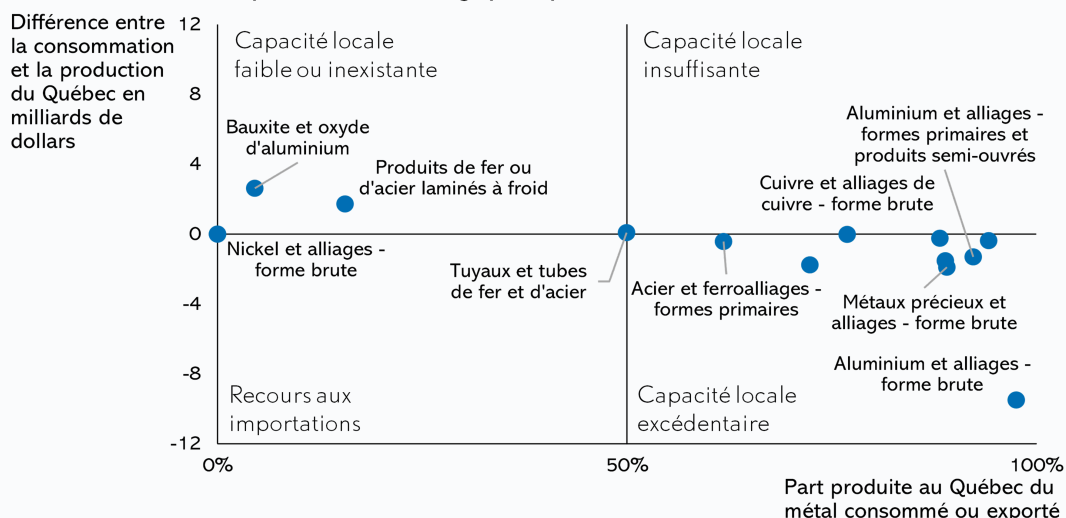 Différence entre
la consommation
et la production
du Québec en
milliards de
dollars
12
8
4
0
-4
-8
-12
Capacité locale
faible ou inexistante
Capacité locale
insuffisante
Bauxite et oxyde
d'aluminium
Produits de fer ou
d'acier laminés à froid
Aluminium et alliages -
formes primaires et
produits semi-ouvrés
Cuivre et alliages de
cuivre - forme brute
Nickel et alliages -
forme brute
Tuyaux et tubes
de fer et d'acier
Acier et ferroalliages -
formes primaires
Métaux précieux et
alliages - forme brute
Aluminium et alliages -
forme brute
Recours aux
importations
Capacité locale
excédentaire
0%
50%
100%
Part produite au Québec du
métal consommé ou exporté